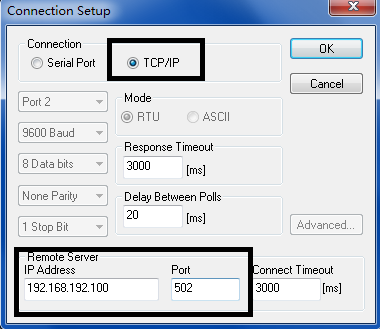 Connection Setup
Connection
Serial Port
TCP/IP
OK
Cancel
Port 2
Mode
RTU
ASCII
9600 Baud
Response Timeout
8 Data bits
3000 [ms]
None Parity
Delay Between Polls
20 [ms]
1 Stop Bit
Advanced...
Remote Server
IP Address
Port
Connect Timeout
192.168.192.100
502
3000 [ms]